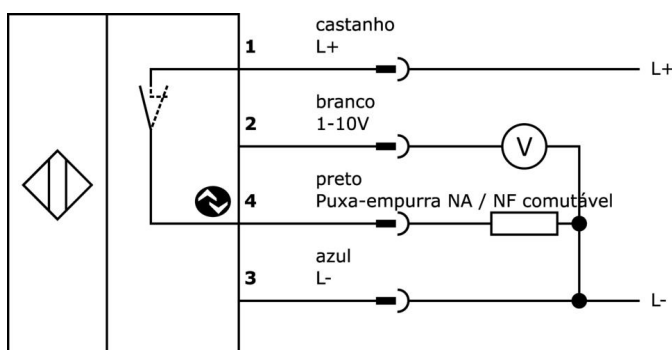 castanho
1 L+
L+
branco
2 1-10V
V
preto
4 Puxa-empurra NA / NF comutável
azul
3 L-
L-